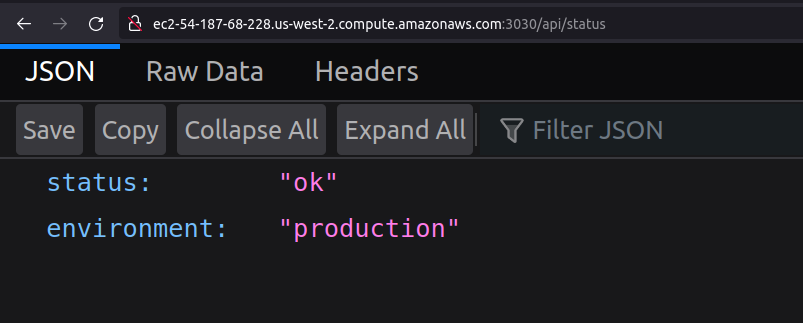 ec2-54-187-68-228.us-west-2.compute.amazonaws.com:3030/api/status
JSON Raw Data Headers
Save Copy Collapse All Expand All Filter JSON
status: "ok"
environment: "production"